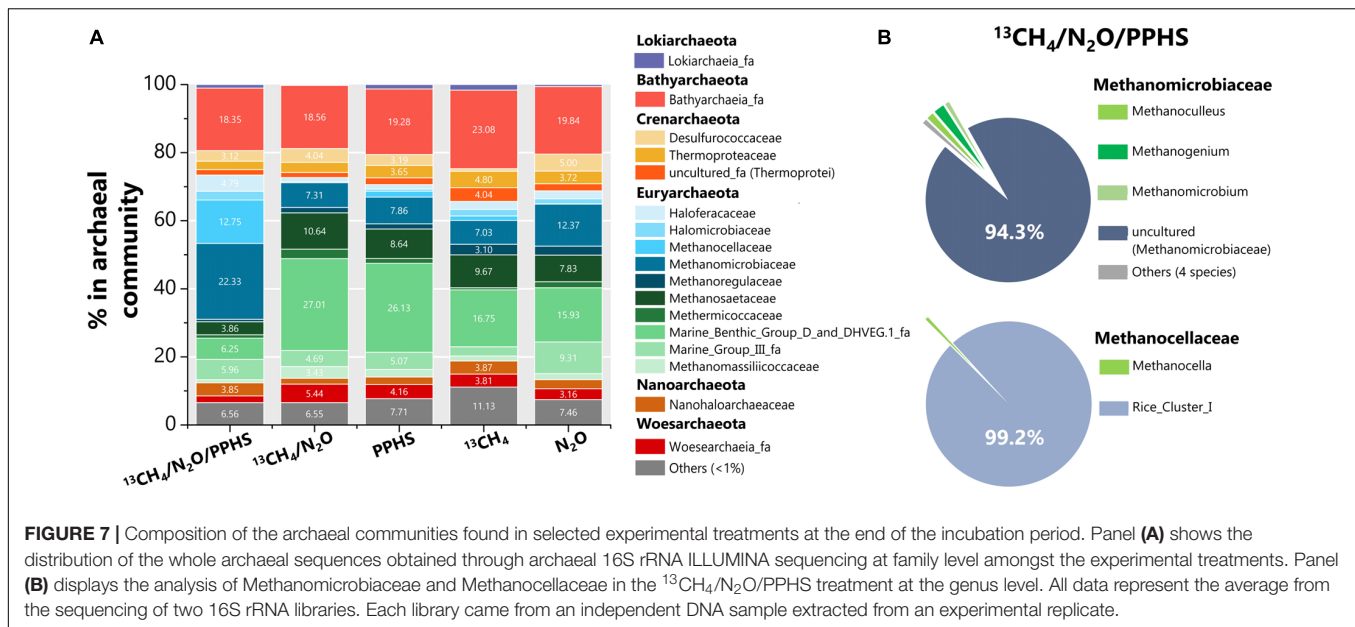 A
% in archaeal community
100
80
60
40
20
0
18.35
3.12
4.79
12.75
22.33
3.86
6.25
5.96
3.85
6.56
18.56
4.04
7.31
10.64
27.01
4.69
3.43
5.44
6.55
19.28
3.19
3.65
7.86
8.64
26.13
5.07
4.16
7.71
23.08
4.80
4.04
7.03
3.10
9.67
16.75
3.87
3.81
11.13
19.84
5.00
3.72
12.37
7.83
15.93
9.31
3.16
7.46
¹³CH₄/N₂O/PPHS
¹³CH₄/N₂O
PPHS
¹³CH₄
N₂O
Lokiarchaeota
Lokiarchaeia_fa
Bathyarchaeota
Bathyarchaeia_fa
Crenarchaeota
Desulfurococcaceae
Thermoproteaceae
uncultured_fa (Thermoprotei)
Euryarchaeota
Haloferacaceae
Halomicrobiaceae
Methanocellaceae
Methanomicrobiaceae
Methanoregulaceae
Methanosaetaceae
Methermicoccaceae
Marine_Benthic_Group_D_and_DHVEG.1_fa
Marine_Group_III_fa
Methanomassiliicoccaceae
Nanoarchaeota
Nanohaloarchaeaceae
Woesarchaeota
Woesearchaeia_fa
Others (<1%)
B
¹³CH₄/N₂O/PPHS
94.3%
Methanomicrobiaceae
Methanoculleus
Methanogenium
Methanomicrobium
uncultured
(Methanomicrobiaceae)
Others (4 species)
99.2%
Methanocellaceae
Methanocella
Rice_Cluster_I
FIGURE 7 | Composition of the archaeal communities found in selected experimental treatments at the end of the incubation period. Panel (A) shows the
distribution of the whole archaeal sequences obtained through archaeal 16S rRNA ILLUMINA sequencing at family level amongst the experimental treatments. Panel
(B) displays the analysis of Methanomicrobiaceae and Methanocellaceae in the ¹³CH₄/N₂O/PPHS treatment at the genus level. All data represent the average from
the sequencing of two 16S rRNA libraries. Each library came from an independent DNA sample extracted from an experimental replicate.